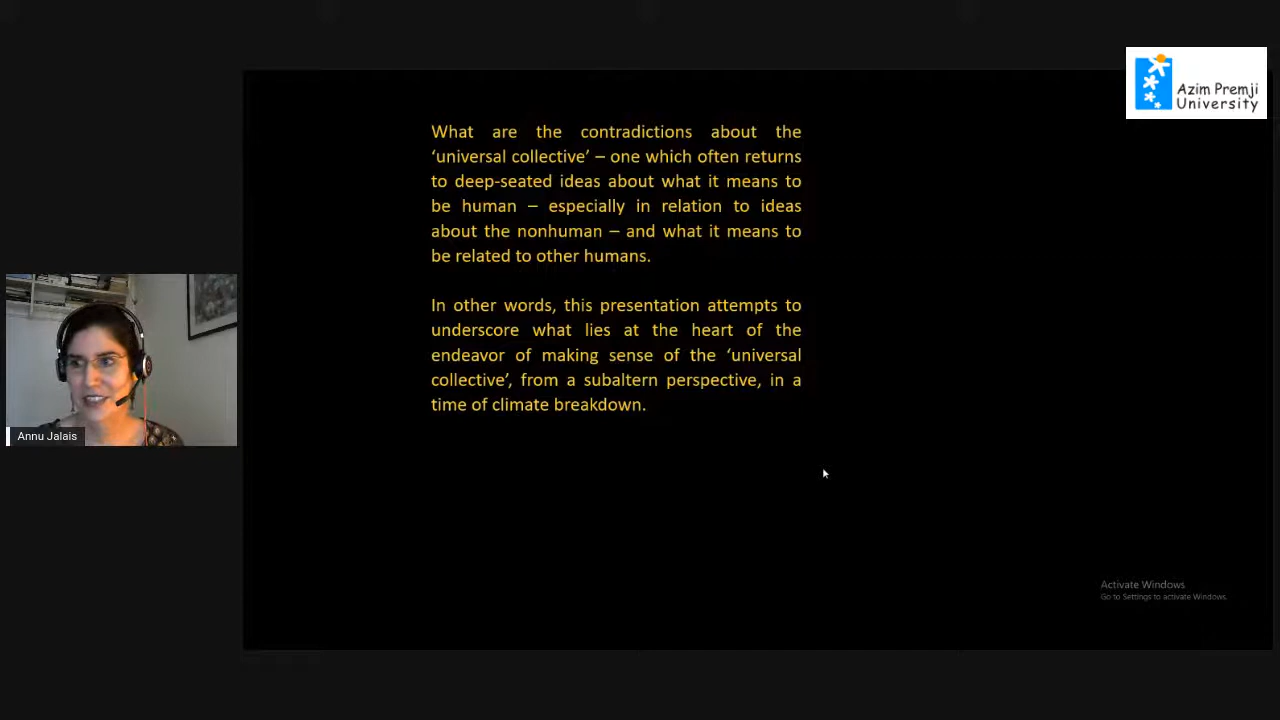 Azim Premji
University
What are the contradictions about the
‘universal collective’ – one which often returns
to deep-seated ideas about what it means to
be human – especially in relation to ideas
about the nonhuman – and what it means to
be related to other humans.
In other words, this presentation attempts to
underscore what lies at the heart of the
endeavor of making sense of the ‘universal
collective’, from a subaltern perspective, in a
time of climate breakdown.
Annu Jalais
Activate Windows
Go to Settings to activate Windows.